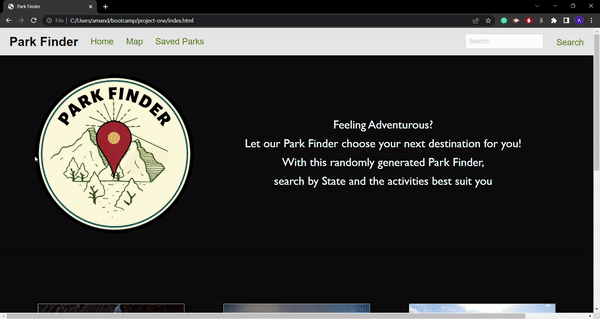 Park Finder
File | C:/Users/amand/bootcamp/project-one/index.html
Park Finder Home Map Saved Parks Search Search
PARK FINDER
Feeling Adventurous?
Let our Park Finder choose your next destination for you!
With this randomly generated Park Finder,
search by State and the activities best suit you